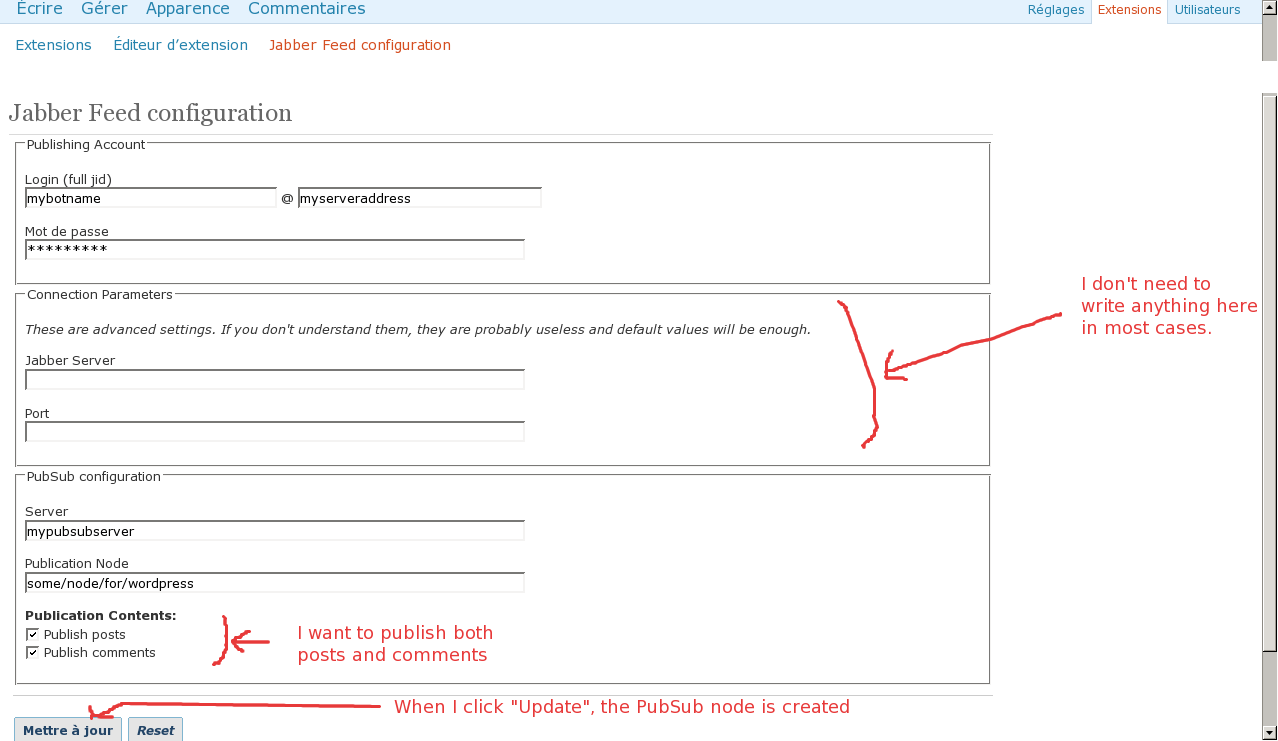 Écrire Gérer Apparence Commentaires Réglages Extensions Utilisateurs
Extensions Éditeur d’extension Jabber Feed configuration
Jabber Feed configuration
Publishing Account
Login (full jid)
mybotname @ myserveraddress
Mot de passe
*********
Connection Parameters
These are advanced settings. If you don't understand them, they are probably useless and default values will be enough.
Jabber Server
Port
I don't need to
write anything here
in most cases.
PubSub configuration
Server
mypubsubserver
Publication Node
some/node/for/wordpress
Publication Contents:
Publish posts
Publish comments
I want to publish both
posts and comments
When I click "Update", the PubSub node is created
Mettre à jour Reset